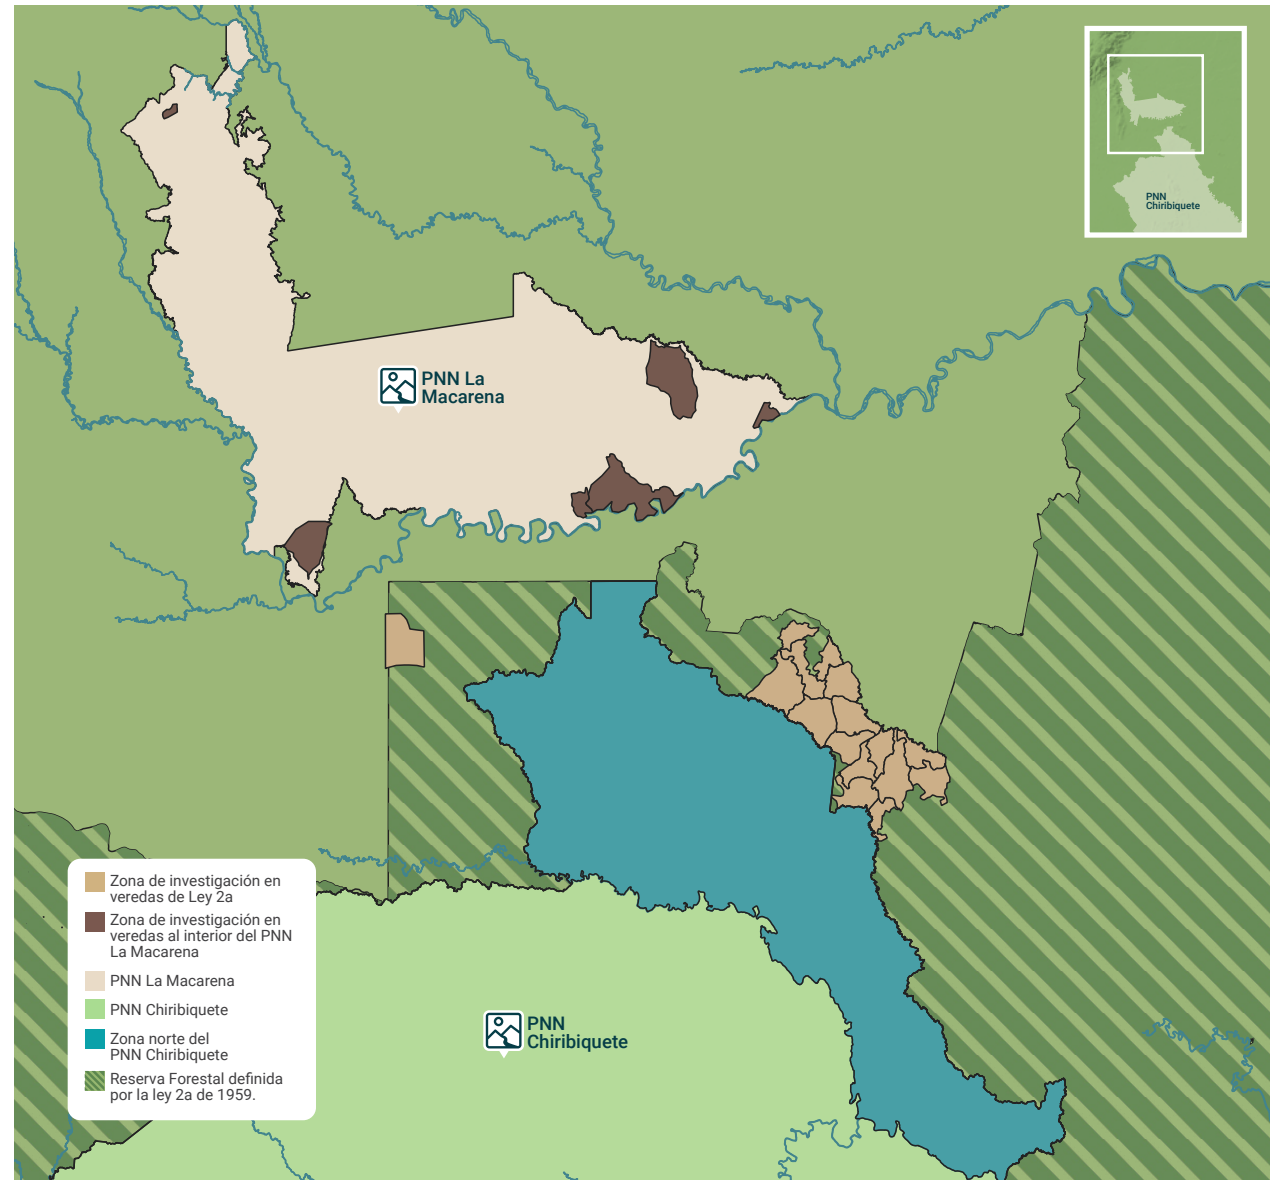 PNN
Chiribiquete
PNN La
Macarena
Zona de investigación en
veredas de Ley 2a
Zona de investigación en
veredas al interior del PNN
La Macarena
PNN La Macarena
PNN Chiribiquete
Zona norte del
PNN Chiribiquete
Reserva Forestal definida
por la ley 2a de 1959.
PNN
Chiribiquete